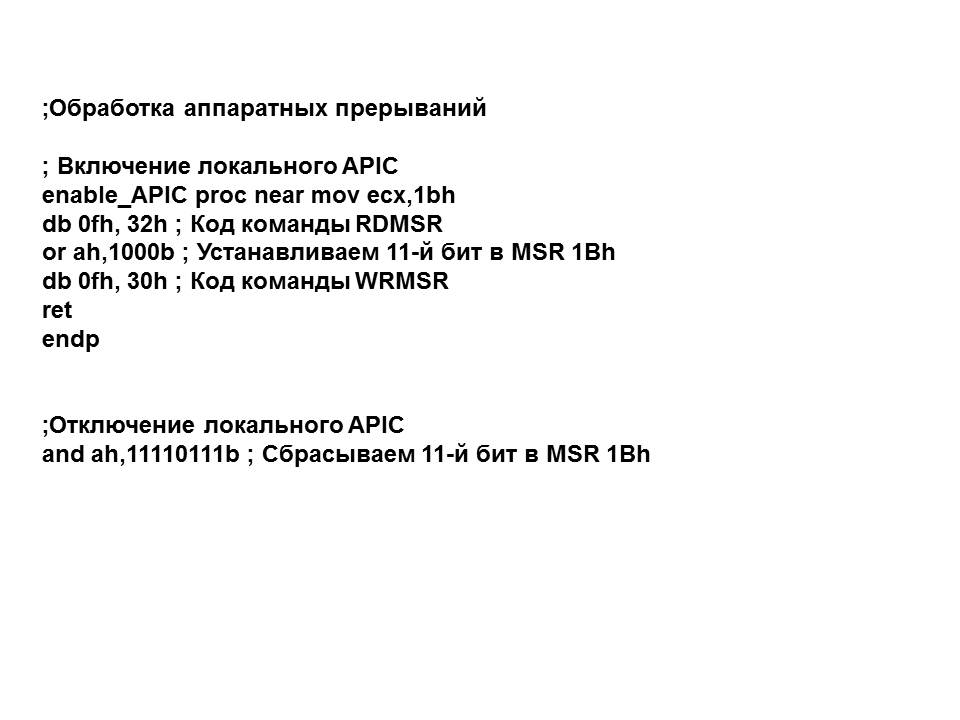 ;Обработка аппаратных прерываний
; Включение локального APIC
enable_APIC proc near mov ecx,1bh
db 0fh, 32h ; Код команды RDMSR
or ah,1000b ; Устанавливаем 11-й бит в MSR 1Bh
db 0fh, 30h ; Код команды WRMSR
ret
endp
;Отключение локального APIC
and ah,11110111b ; Сбрасываем 11-й бит в MSR 1Bh